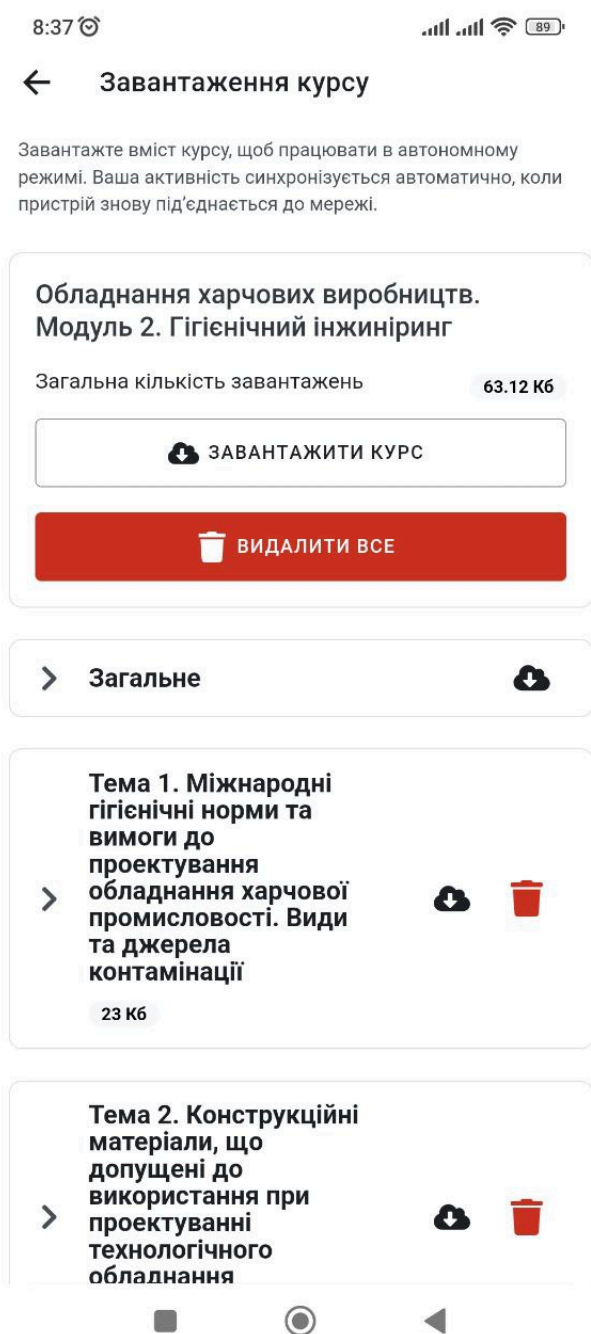 8:37
89
Завантаження курсу
Завантажте вміст курсу, щоб працювати в автономному
режимі. Ваша активність синхронізується автоматично, коли
пристрій знову під’єднається до мережі.
Обладнання харчових виробництв.
Модуль 2. Гігієнічний інжиніринг
Загальна кількість завантажень
63.12 Кб
ЗАВАНТАЖИТИ КУРС
ВИДАЛИТИ ВСЕ
Загальне
Тема 1. Міжнародні
гігієнічні норми та
вимоги до
проектування
обладнання харчової
промисловості. Види
та джерела
контамінації
23 Кб
Тема 2. Конструкційні
матеріали, що
допущені до
використання при
проектуванні
технологічного
обладнання